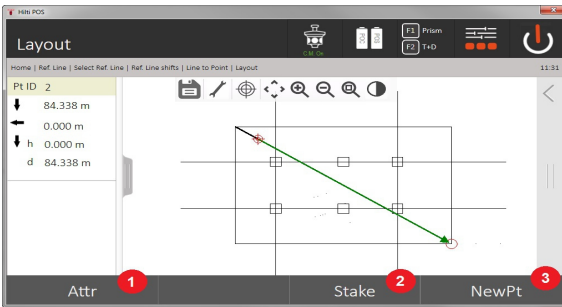 Hilti POS
Layout
C.M. On
POC
POS
F1 Prism
F2 T+D
Home | Ref. Line | Select Ref. Line | Ref. Line shifts | Line to Point | Layout
11:31
Pt ID 2
84.338 m
0.000 m
h 0.000 m
d 84.338 m
Attr
1
Stake
2
NewPt
3